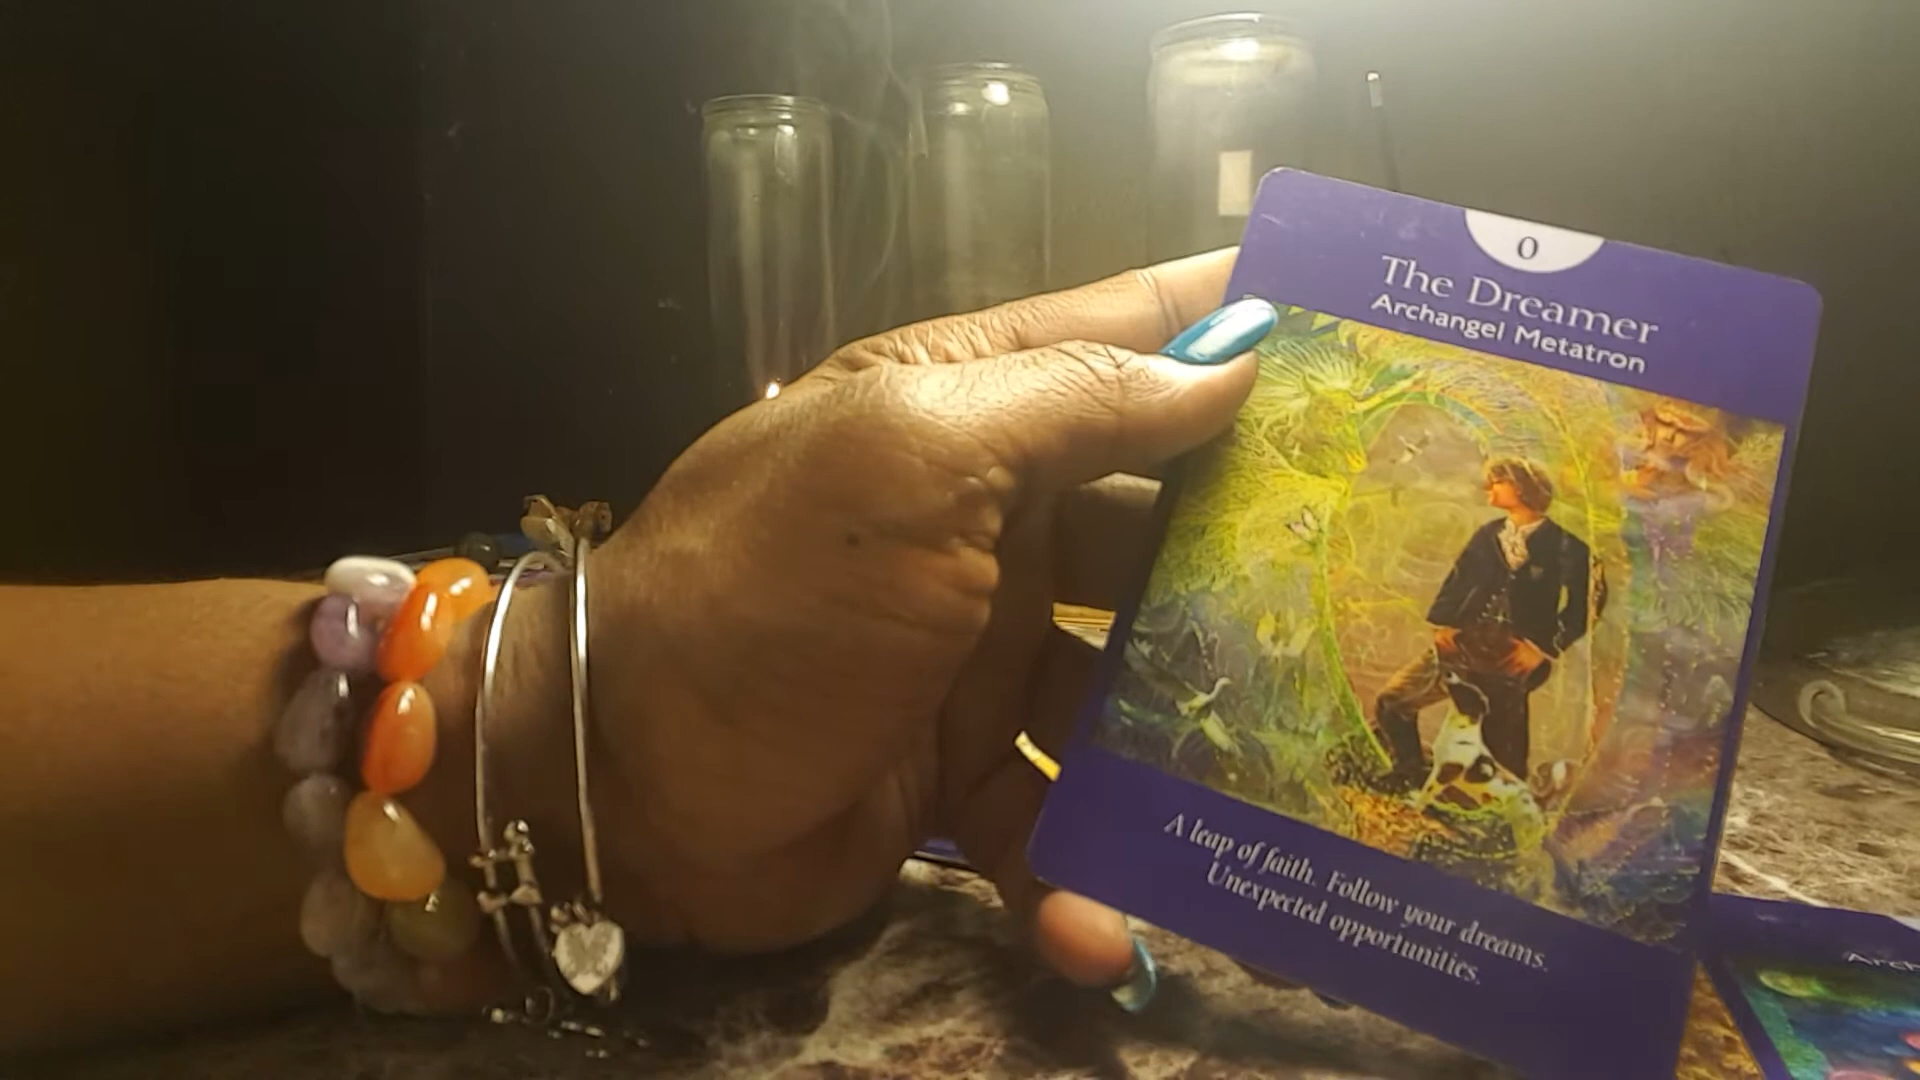 0
The Dreamer
Archangel Metatron
A leap of faith. Follow your dreams.
Unexpected opportunities.